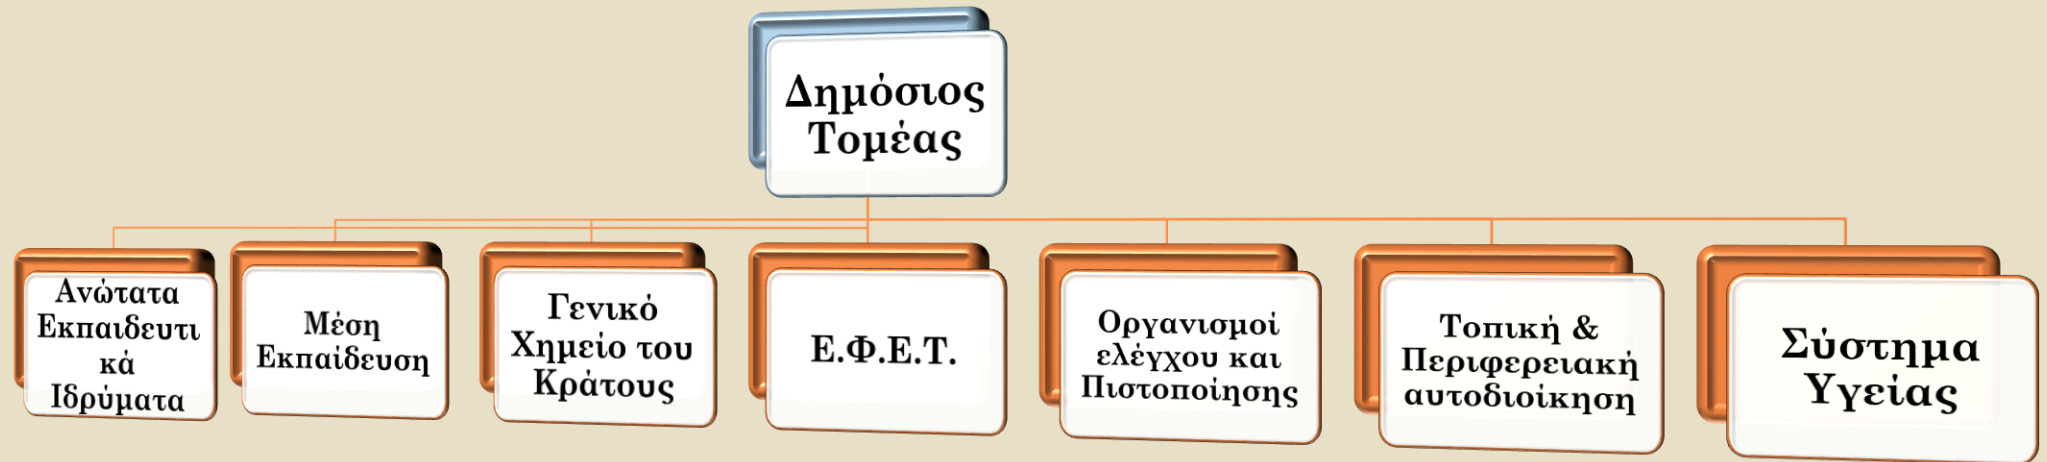 Δημόσιος
Τομέας
Ανώτατα
Εκπαιδευτι
κά
Ιδρύματα
Μέση
Εκπαίδευση
Γενικό
Χημείο του
Κράτους
Ε.Φ.Ε.Τ.
Οργανισμοί
ελέγχου και
Πιστοποίησης
Τοπική &
Περιφερειακή
αυτοδιοίκηση
Σύστημα
Υγείας